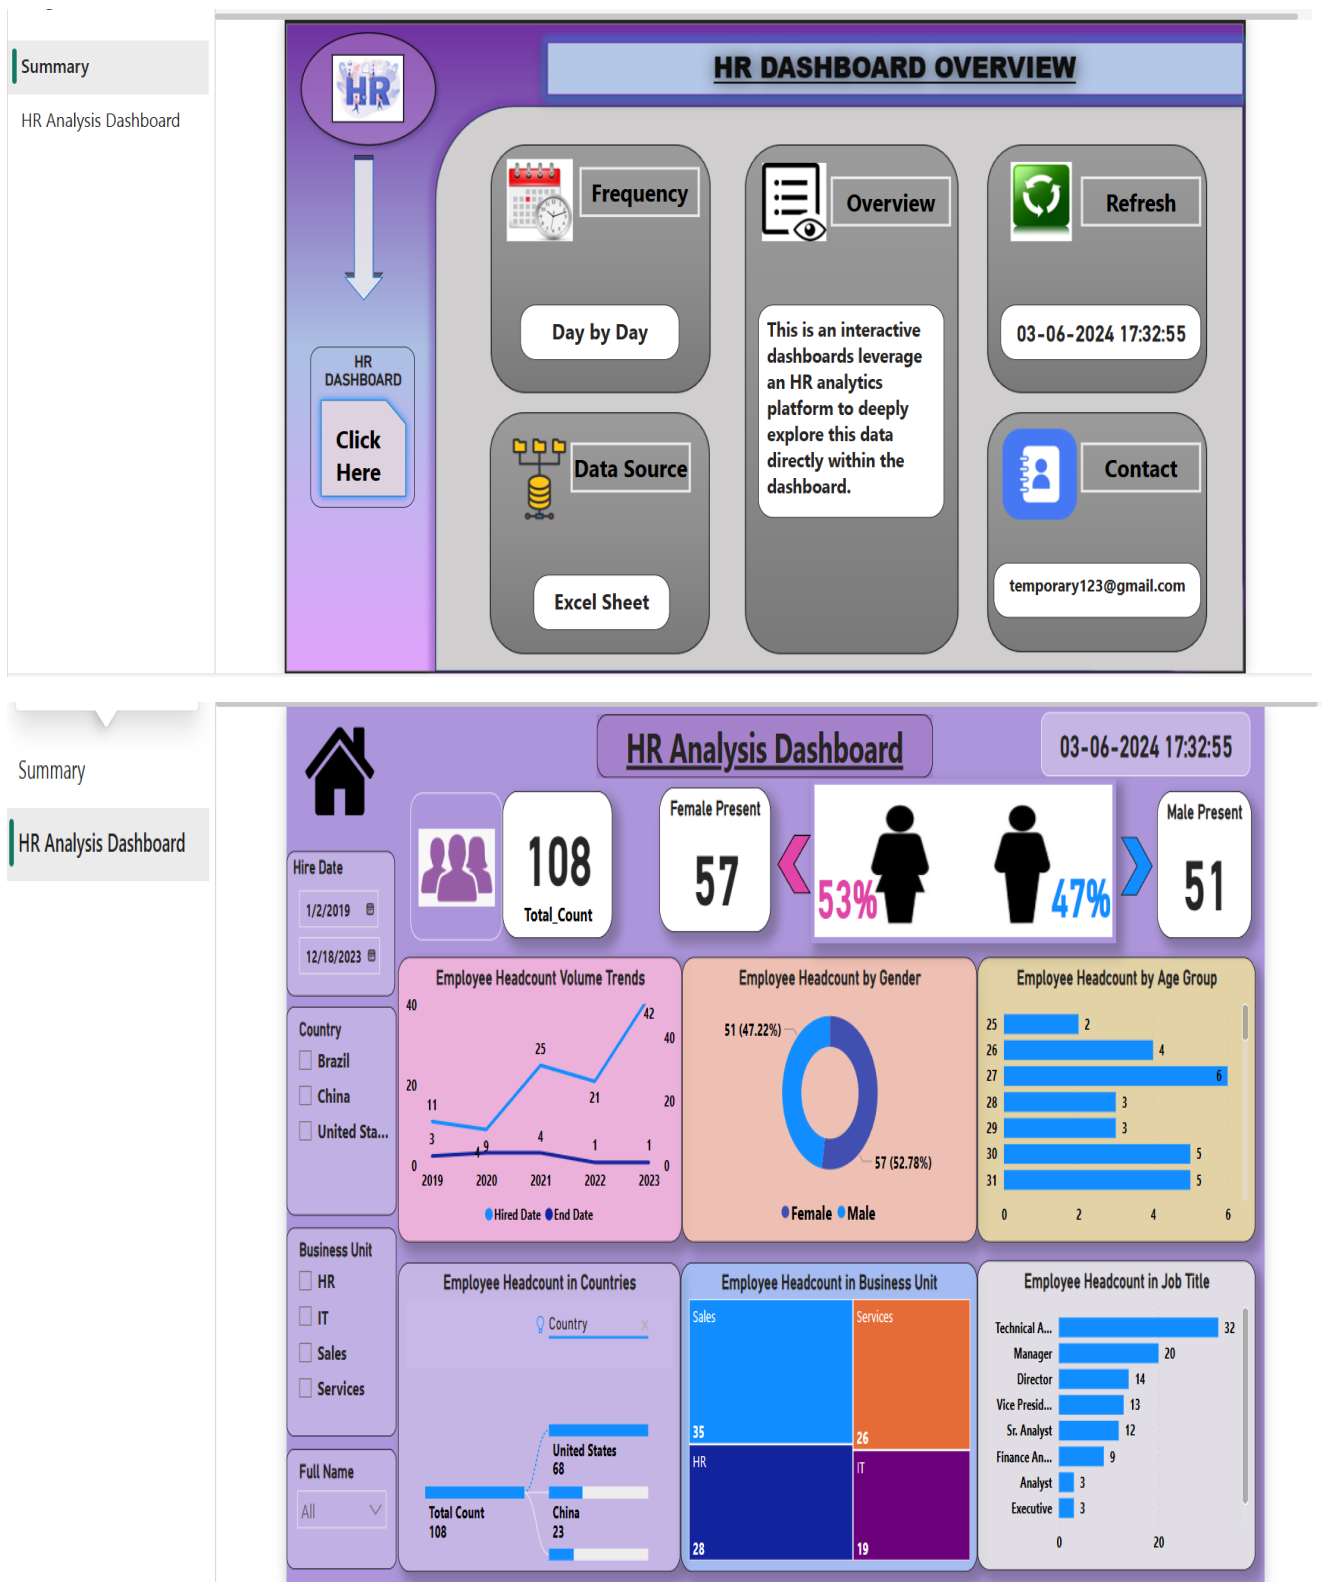 Summary
HR Analysis Dashboard
HR
HR DASHBOARD OVERVIEW
Frequency
Overview
Refresh
Day by Day
This is an interactive
dashboards leverage
an HR analytics
platform to deeply
explore this data
directly within the
dashboard.
03-06-2024 17:32:55
HR
DASHBOARD
Click
Here
Data Source
Contact
Excel Sheet
temporary123@gmail.com
Summary
HR Analysis Dashboard
HR Analysis Dashboard
03-06-2024 17:32:55
108
Total_Count
Female Present
57
53%
47%
Male Present
51
Hire Date
1/2/2019
12/18/2023
Country
Brazil
China
United Sta...
Business Unit
HR
IT
Sales
Services
Full Name
All
Employee Headcount Volume Trends
40
20
0
40
20
0
11
9
25
21
42
3
4
4
1
1
2019 2020 2021 2022 2023
Hired Date End Date
Employee Headcount by Gender
51 (47.22%)
57 (52.78%)
Female Male
Employee Headcount by Age Group
25 2
26 4
27 6
28 3
29 3
30 5
31 5
0 2 4 6
Employee Headcount in Countries
Country x
United States
68
Total Count
108
China
23
Employee Headcount in Business Unit
Sales
35
Services
26
HR
28
IT
19
Employee Headcount in Job Title
Technical A... 32
Manager 20
Director 14
Vice Presid... 13
Sr. Analyst 12
Finance An... 9
Analyst 3
Executive 3
0 20